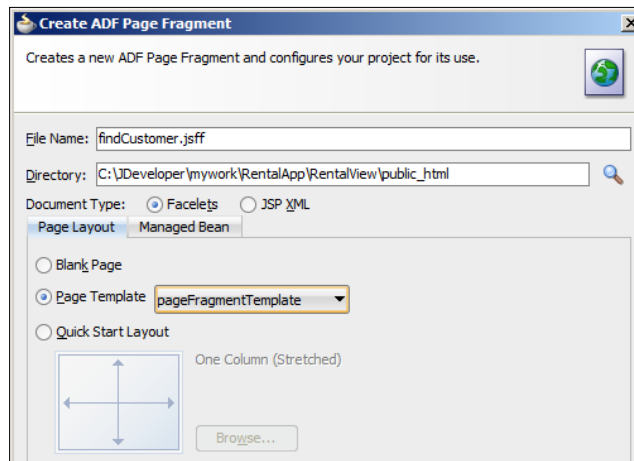 Create ADF Page Fragment
Creates a new ADF Page Fragment and configures your project for its use.
File Name: findCustomer.jsff
Directory: C:\JDeveloper\mywork\RentalApp\RentalView\public_html
Document Type: Facelets JSP XML
Page Layout Managed Bean
Blank Page
Page Template pageFragmentTemplate
Quick Start Layout
One Column (Stretched)
Browse...